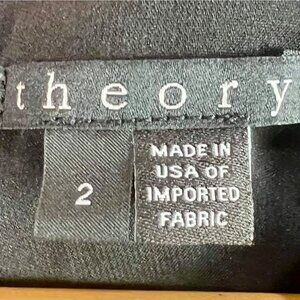 theory
2
MADE IN
USA OF
IMPORTED
FABRIC